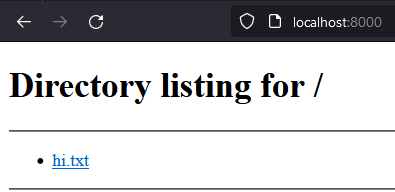 localhost:8000
Directory listing for /
hi.txt